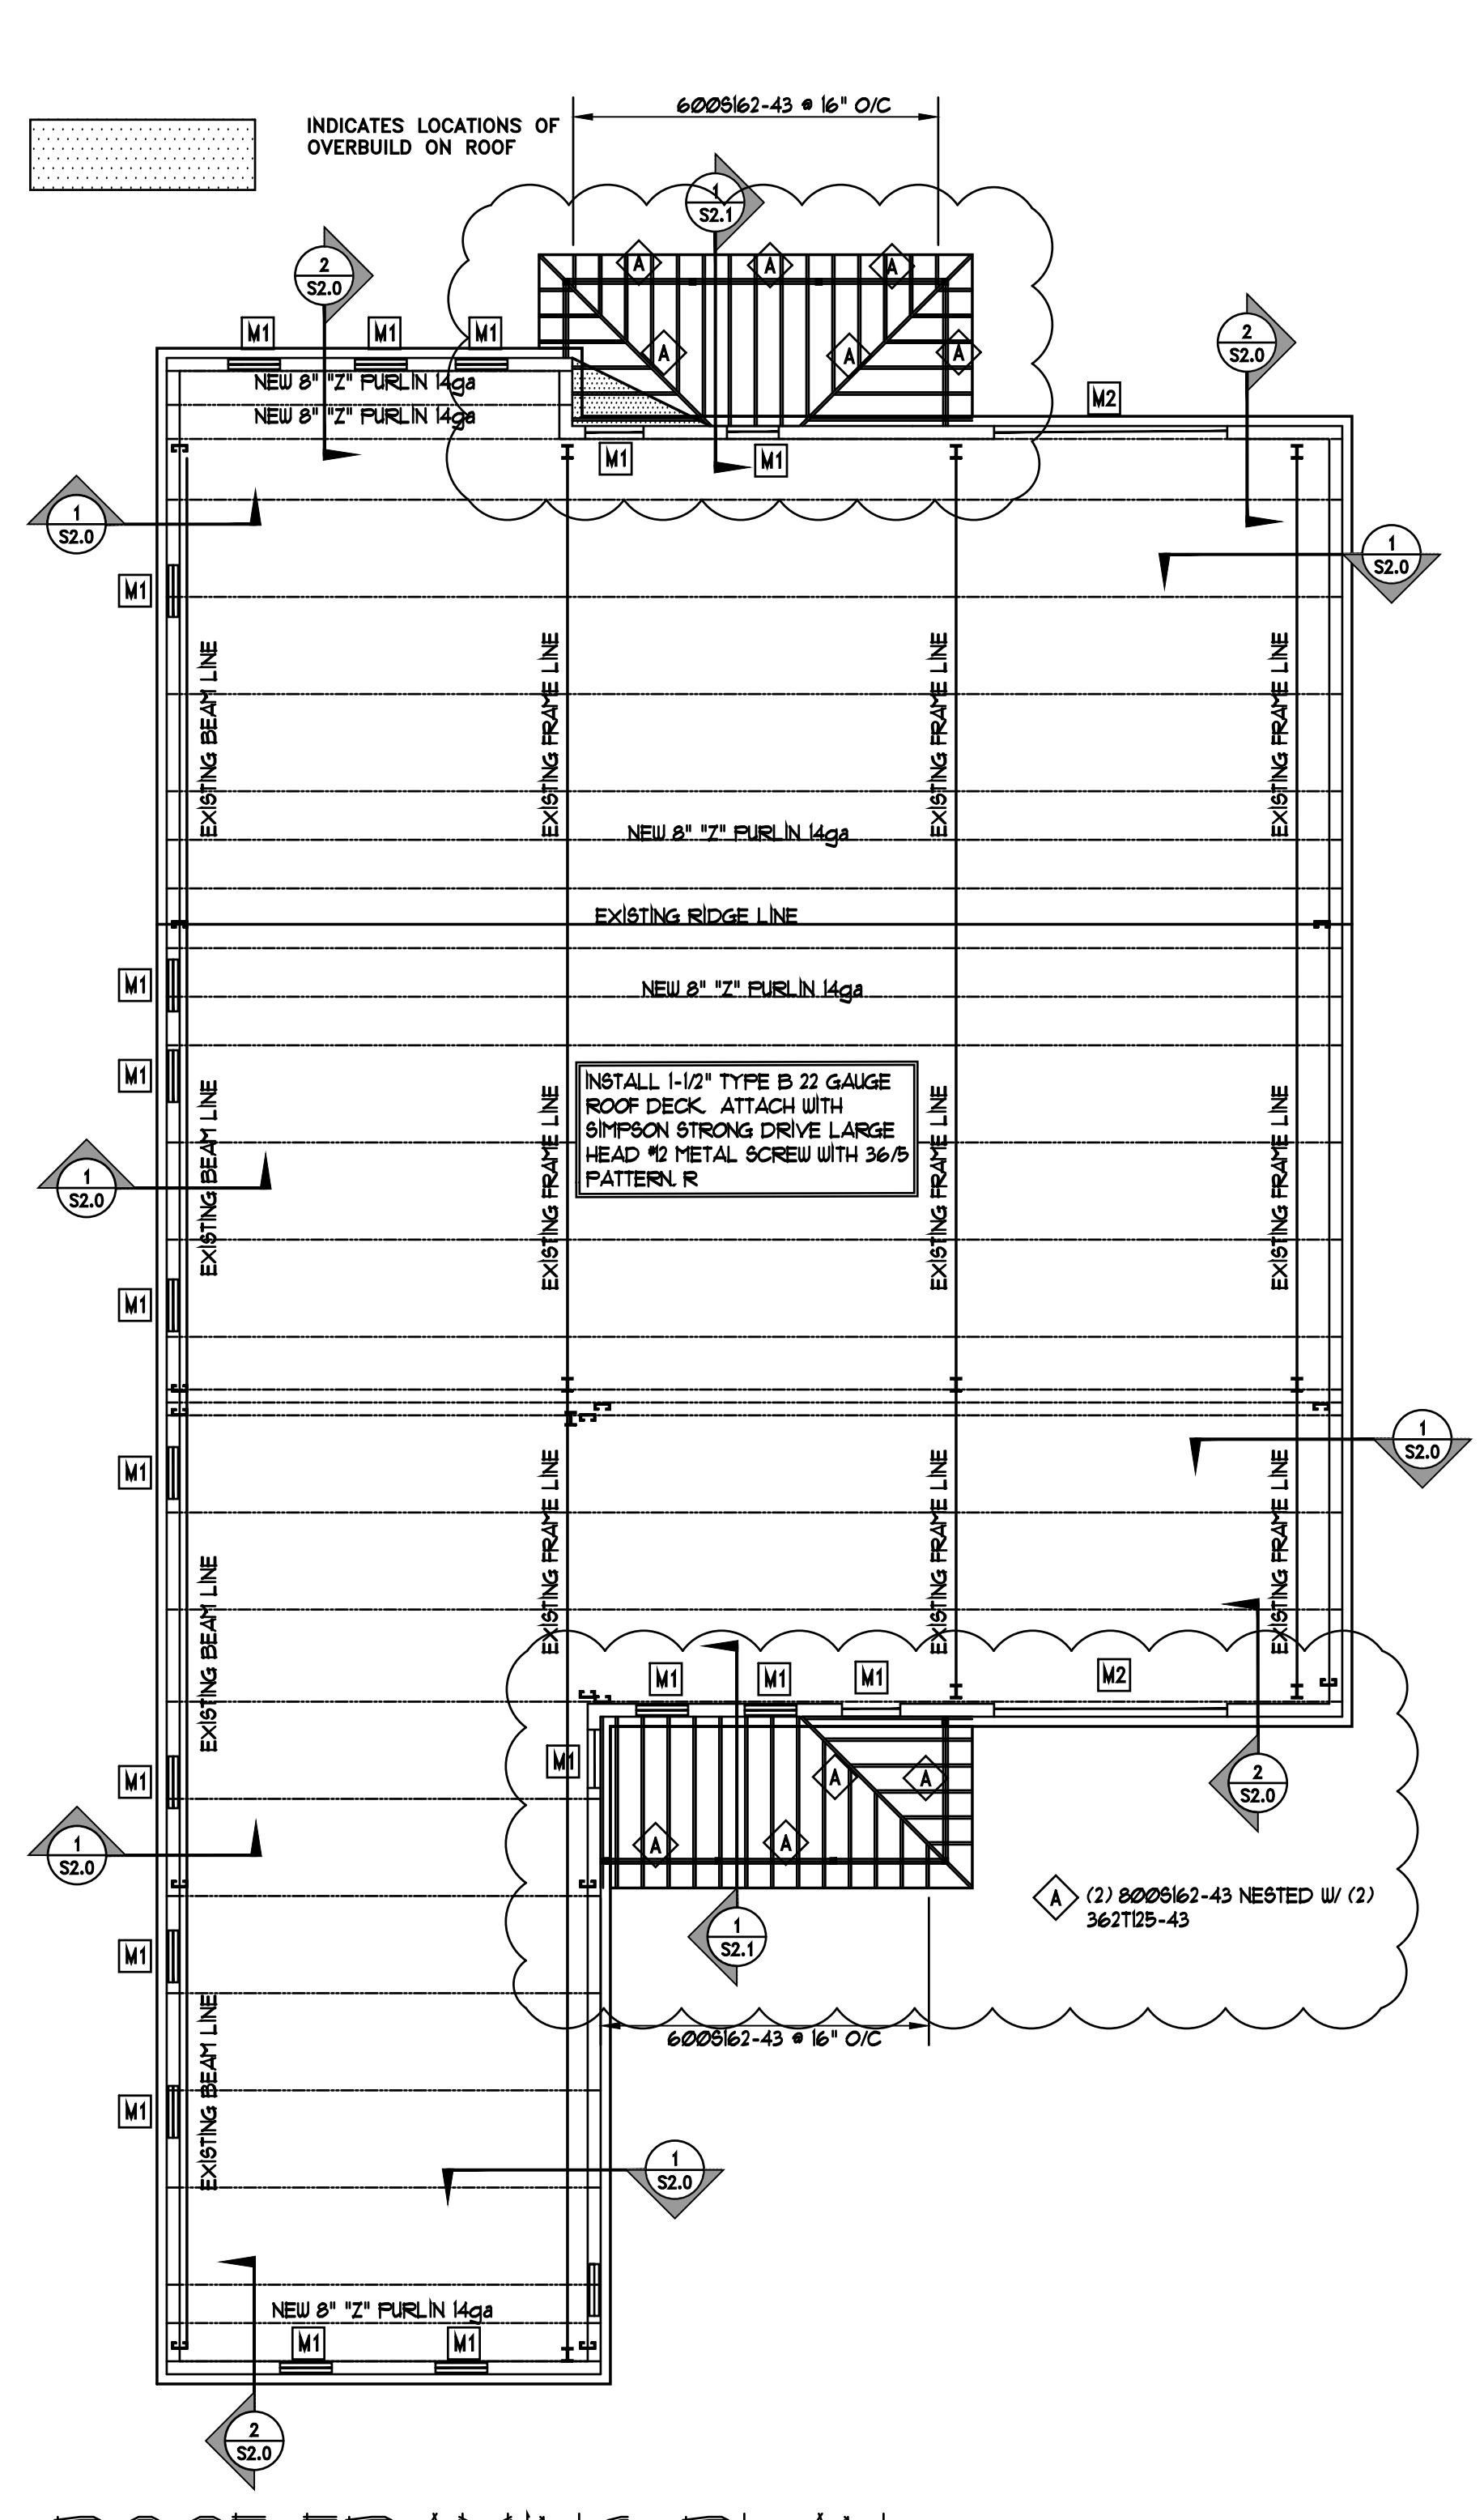 600S162-43 @ 16" O/C
INDICATES LOCATIONS OF
OVERBUILD ON ROOF
1
S2.1
2
S2.0
A
A
A
2
S2.0
M1
M1
M1
A
A
A
NEW 8" "Z" PURLIN 14ga
M2
NEW 8" "Z" PURLIN 14ga
M1
M1
1
S2.0
1
S2.0
M1
EXISTING BEAM LINE
EXISTING FRAME LINE
EXISTING FRAME LINE
EXISTING FRAME LINE
NEW 8" "Z" PURLIN 14ga
EXISTING RIDGE LINE
M1
NEW 8" "Z" PURLIN 14ga
M1
INSTALL 1-1/2" TYPE B 22 GAUGE
ROOF DECK. ATTACH WITH
SIMPSON STRONG DRIVE LARGE
HEAD #12 METAL SCREW WITH 36/5
PATTERN. R
EXISTING BEAM LINE
EXISTING FRAME LINE
EXISTING FRAME LINE
EXISTING FRAME LINE
1
S2.0
M1
1
S2.0
M1
EXISTING BEAM LINE
EXISTING FRAME LINE
EXISTING FRAME LINE
EXISTING FRAME LINE
M1
M1
M1
M2
M1
M1
A
A
2
S2.0
A
A
1
S2.0
A
(2) 800S162-43 NESTED W/ (2)
362T125-43
1
S2.1
M1
EXISTING BEAM LINE
600S162-43 @ 16" O/C
M1
1
S2.0
NEW 8" "Z" PURLIN 14ga
M1
M1
2
S2.0